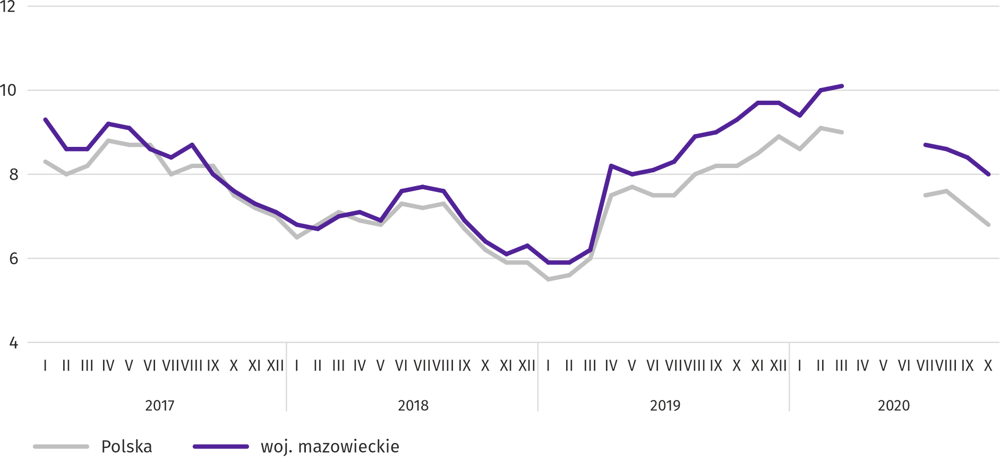 12
10
8
6
4
I II III IV V VI VII VIII IX X XI XII I II III IV V VI VII VIII IX X XI XII I II III IV V VI VII VIII IX X XI XII I II III IV V VI VII VIII IX X
2017 2018 2019 2020
Polska woj. mazowieckie